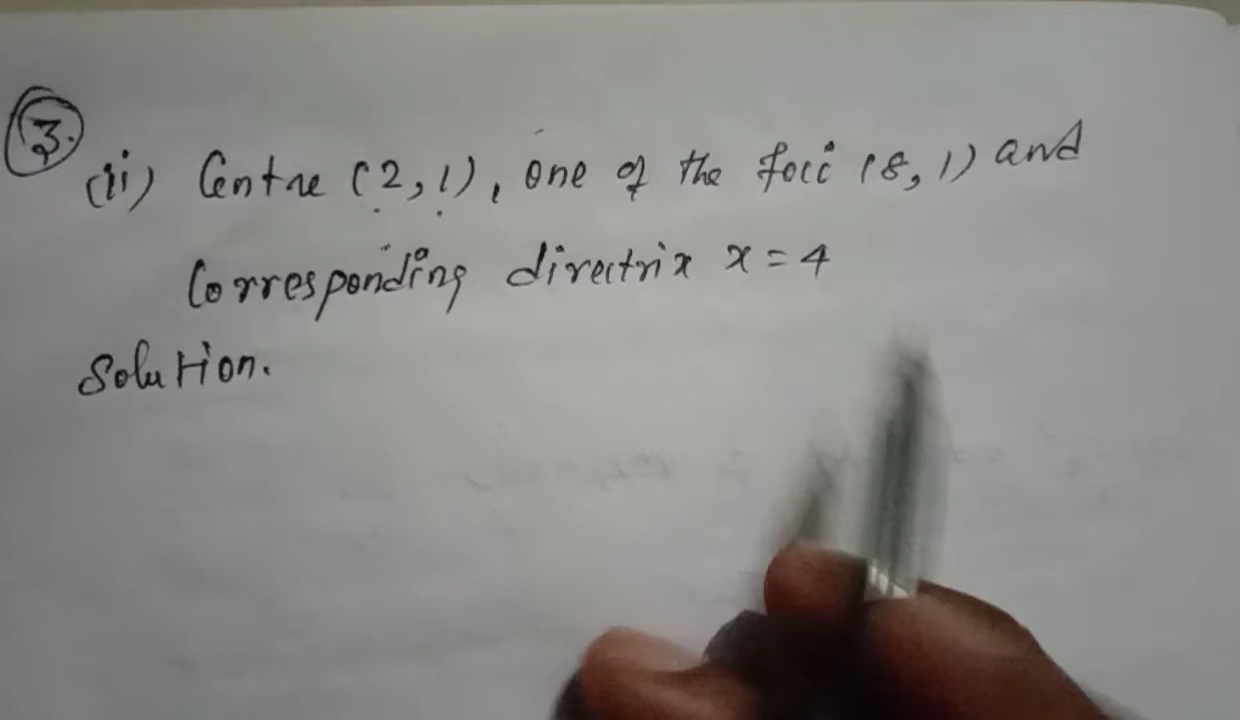 3.
(ii) Centre (2,1), one of the foci (8,1) and
Corresponding directrix x=4
Solution.